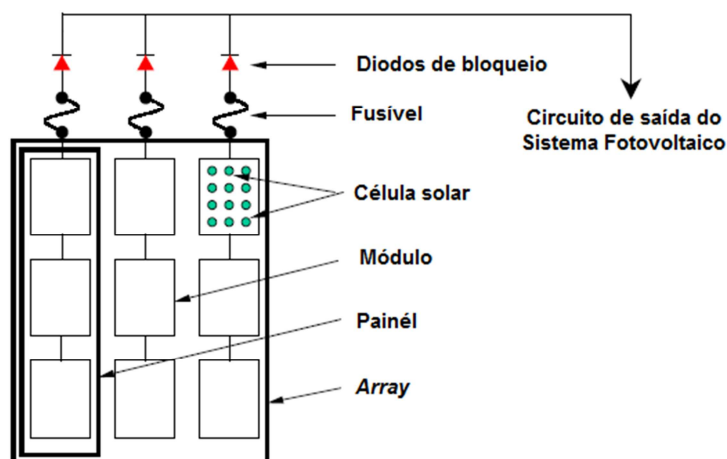 Diodos de bloqueio
Fusível
Circuito de saída do
Sistema Fotovoltaico
Célula solar
Módulo
Painél
Array